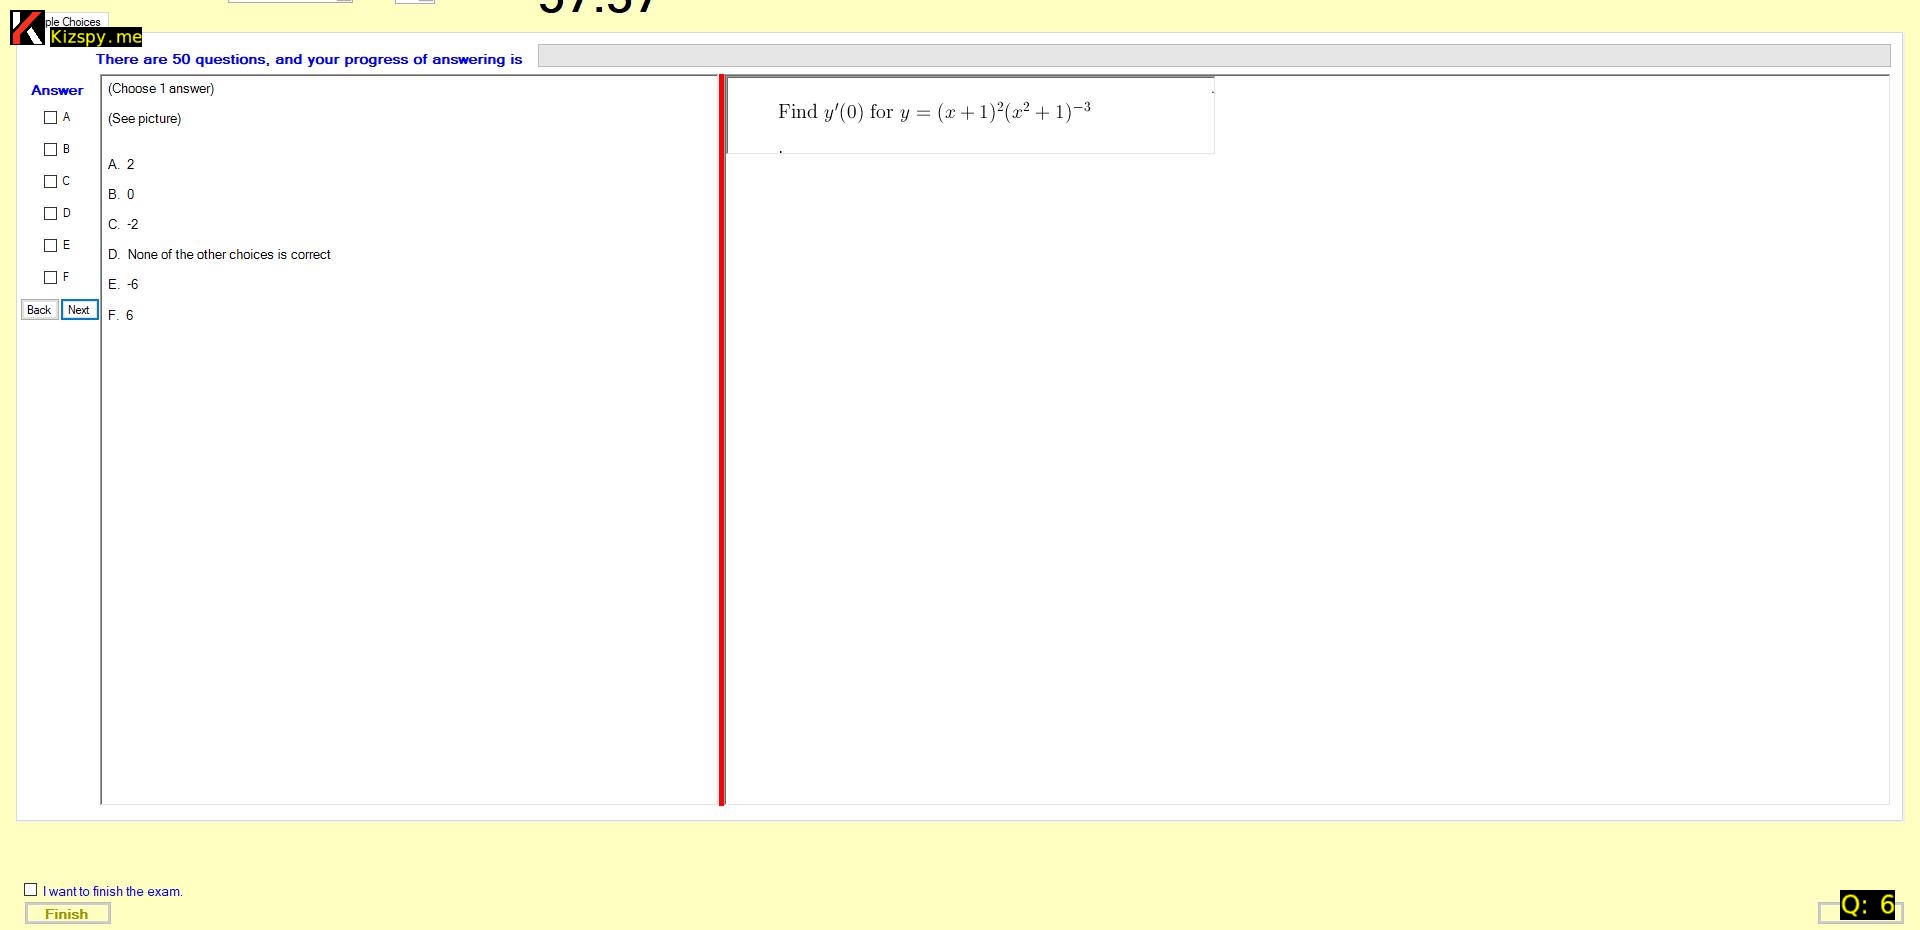 ple Choices
Kizspy.me
There are 50 questions, and your progress of answering is
Answer
A
B
C
D
E
F
Back Next
(Choose 1 answer)
(See picture)
A. 2
B. 0
C. -2
D. None of the other choices is correct
E. -6
F. 6
Find y′(0) for y = (x + 1)²(x² + 1)⁻³
I want to finish the exam.
Finish
Q: 6